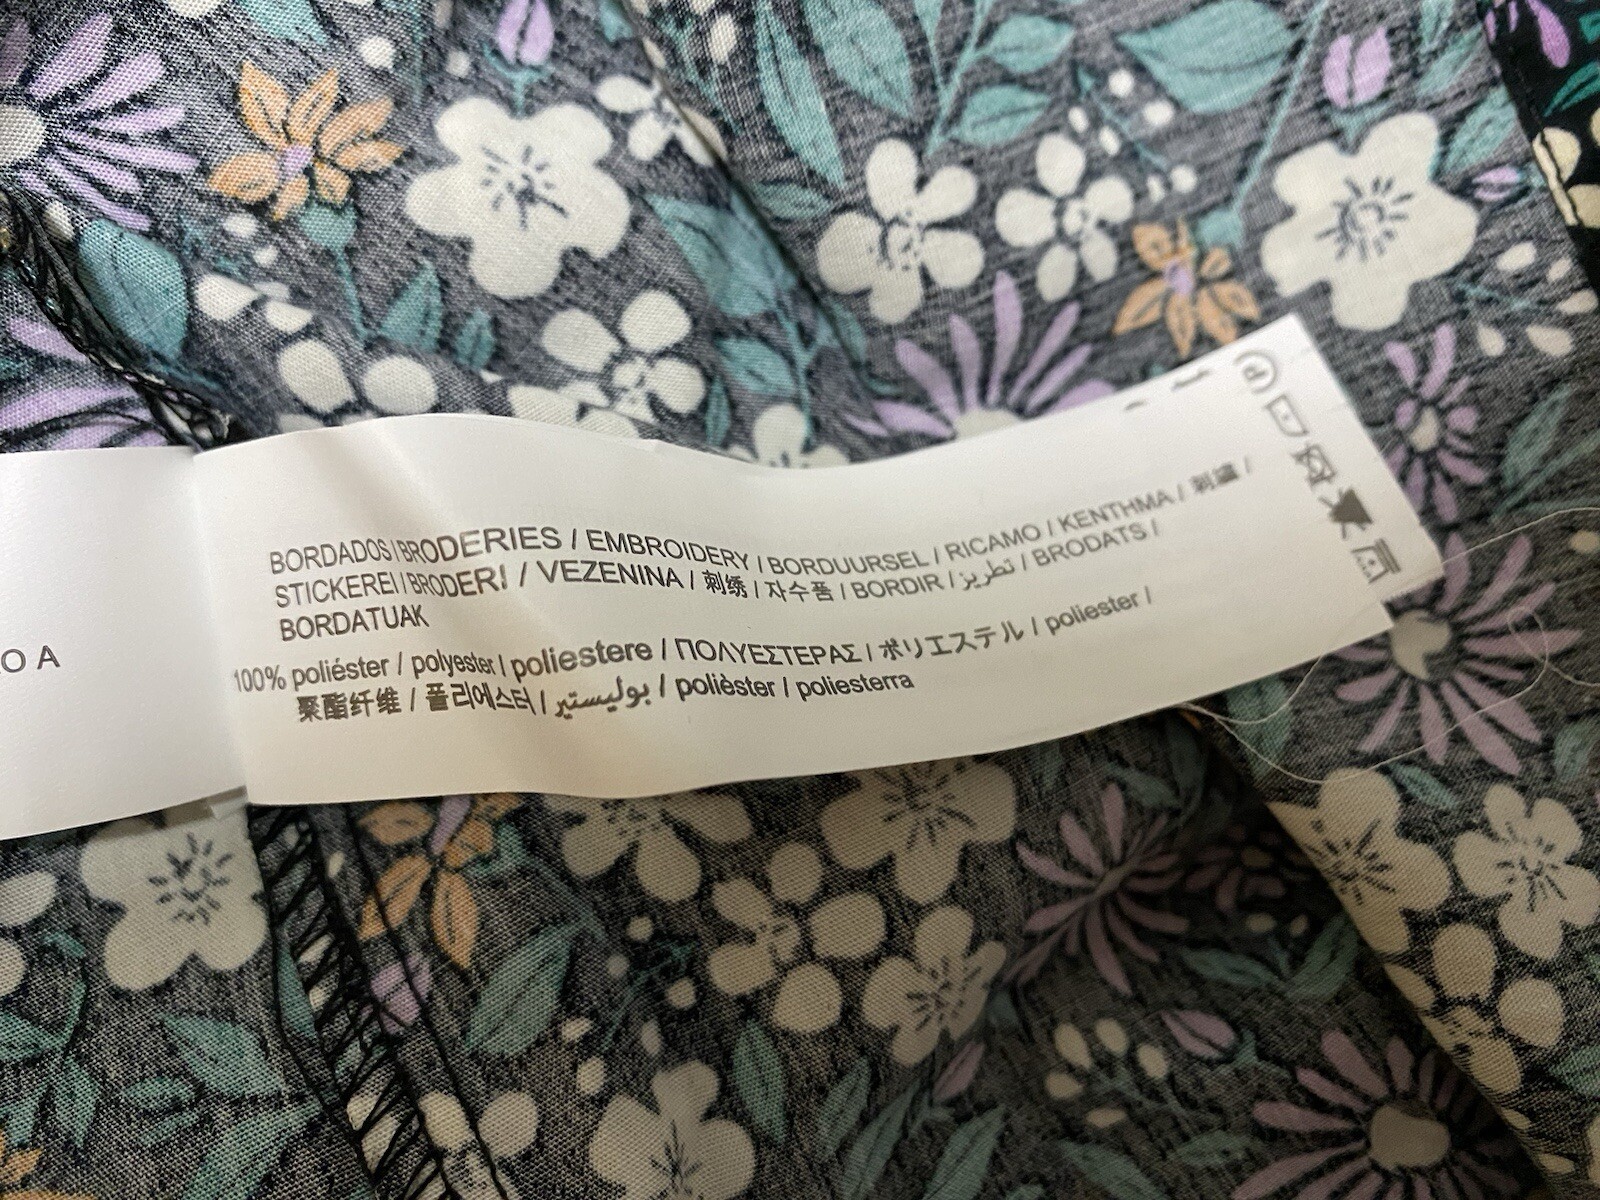 BORDADOS / BRODERIES / EMBROIDERY / BORDUURSEL / RICAMO / ΚΕΝΤΗΜΑ / 刺繍 /
STICKEREI / BRODERI / VEZENINA / 刺绣 / 자수품 / BORDIR / تطريز / BRODATS /
BORDATUAK
100% poliéster / polyester / poliestere / ΠΟΛΥΕΣΤΕΡΑΣ / ポリエステル / poliester /
聚酯纤维 / 폴리에스터 / بوليستير / polièster / poliesterra
O A
P